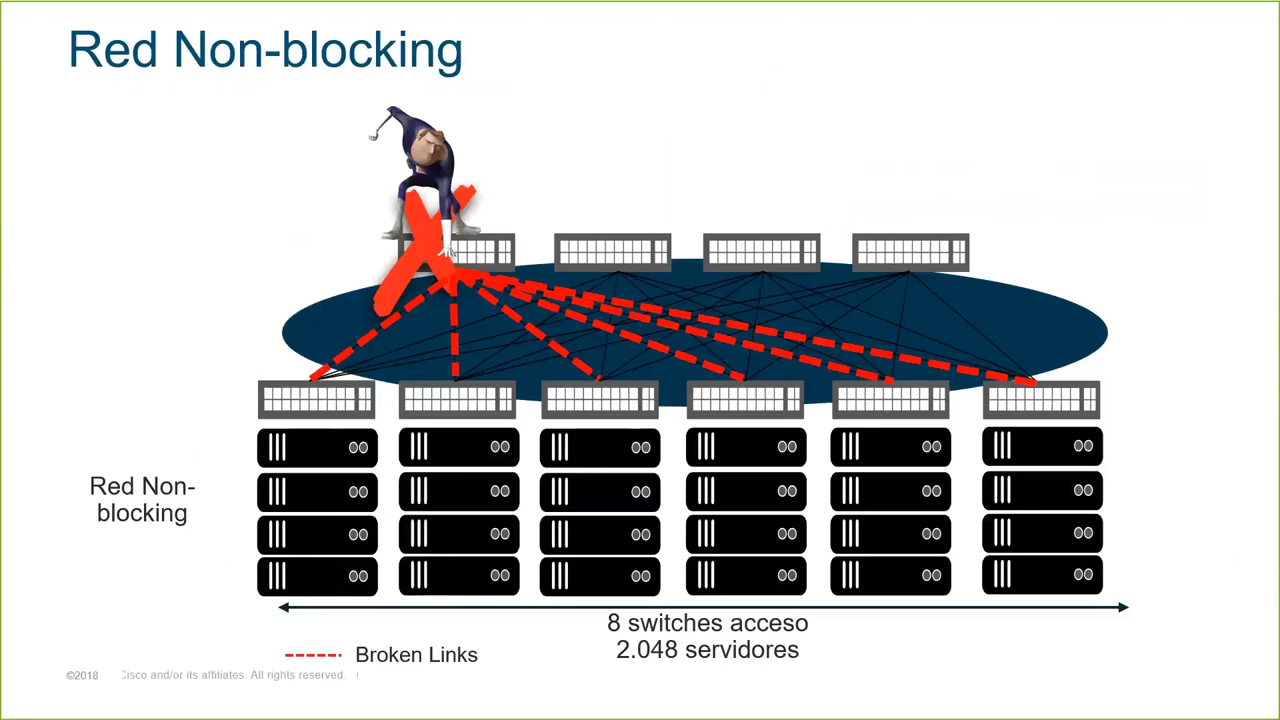 Red Non-blocking
Red Non-
blocking
8 switches acceso
2.048 servidores
Broken Links
©2018 Cisco and/or its affiliates. All rights reserved.